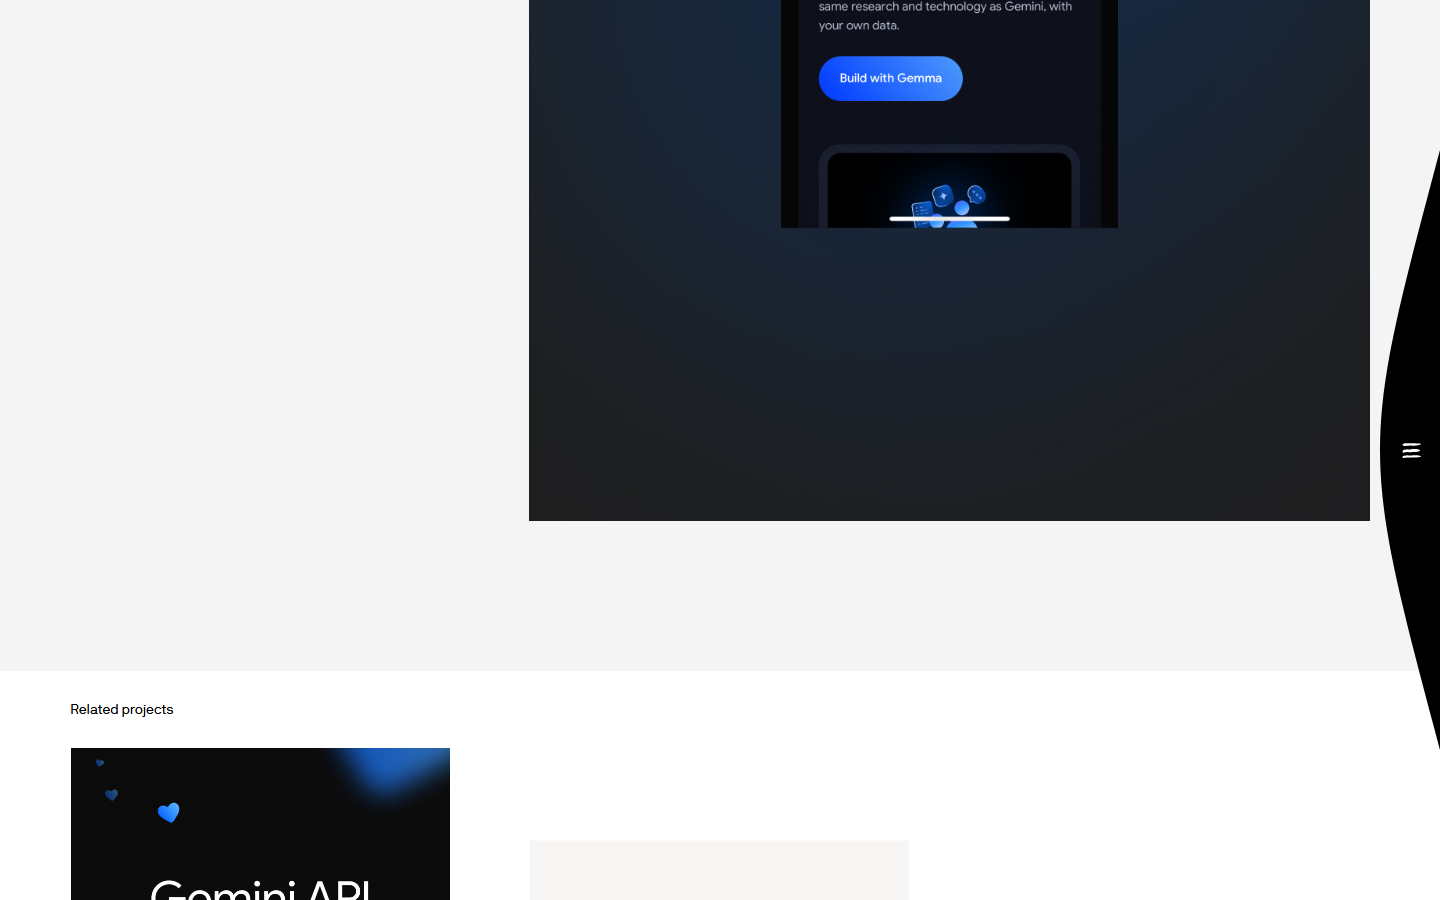 same research and technology as Gemini, with
your own data.
Build with Gemma
Related projects
Gemini API